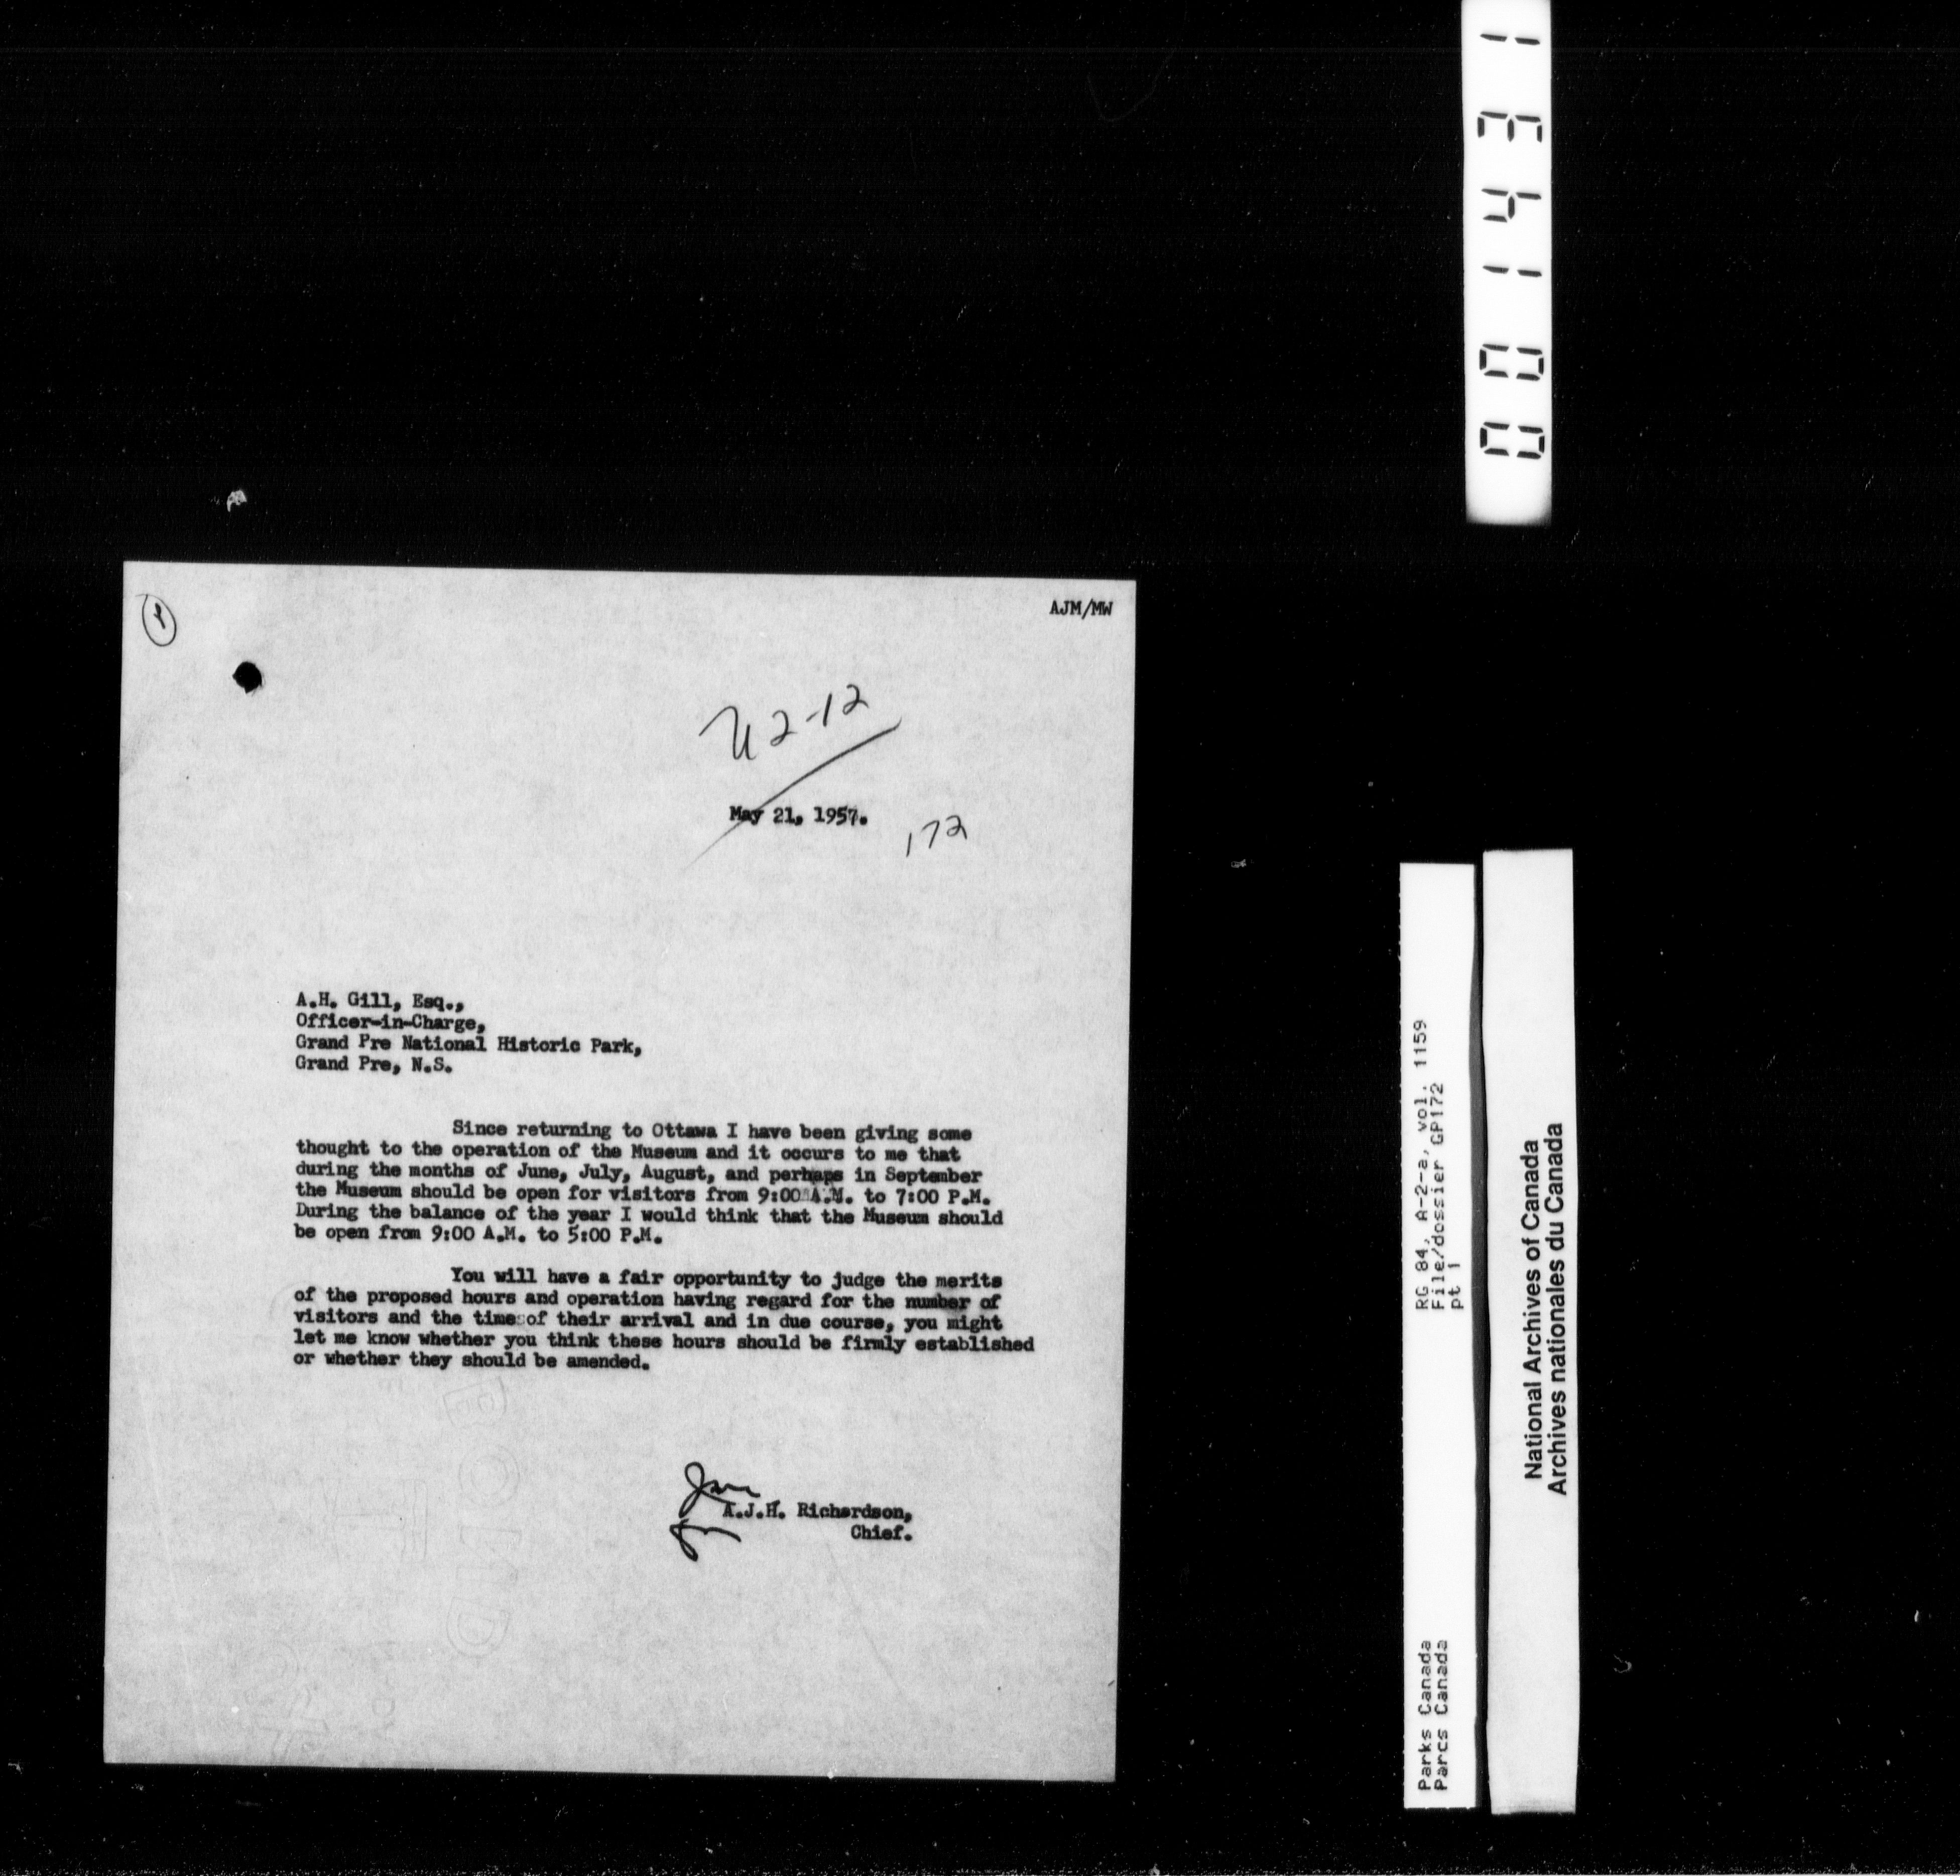 001431
AJM/MW
U2-12
May 21, 1957.
172
A.H. Gill, Esq.,
Officer-in-Charge,
Grand Pre National Historic Park,
Grand Pre, N.S.
Since returning to Ottawa I have been giving some
thought to the operation of the Museum and it occurs to me that
during the months of June, July, August, and perhaps in September
the Museum should be open for visitors from 9:00 A.M. to 7:00 P.M.
During the balance of the year I would think that the Museum should
be open from 9:00 A.M. to 5:00 P.M.
You will have a fair opportunity to judge the merits
of the proposed hours and operation having regard for the number of
visitors and the time of their arrival and in due course, you might
let me know whether you think these hours should be firmly established
or whether they should be amended.
A.J.H. Richardson,
Chief.
Parks Canada
Parcs Canada
RG 84, A-2-a, vol. 1159
File/dossier GP172
pt 1
National Archives of Canada
Archives nationales du Canada